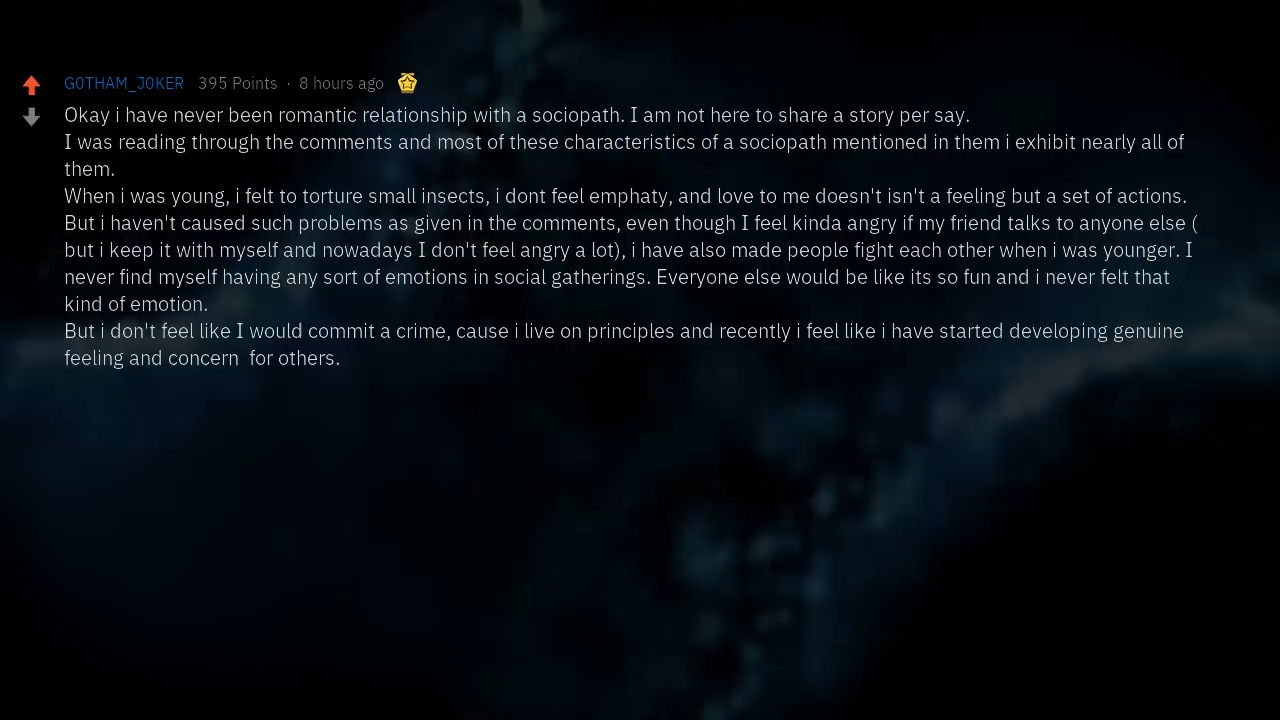 G0THAM_J0KER 395 Points · 8 hours ago
Okay i have never been romantic relationship with a sociopath. I am not here to share a story per say.
I was reading through the comments and most of these characteristics of a sociopath mentioned in them i exhibit nearly all of
them.
When i was young, i felt to torture small insects, i dont feel emphaty, and love to me doesn't isn't a feeling but a set of actions.
But i haven't caused such problems as given in the comments, even though I feel kinda angry if my friend talks to anyone else (
but i keep it with myself and nowadays I don't feel angry a lot), i have also made people fight each other when i was younger. I
never find myself having any sort of emotions in social gatherings. Everyone else would be like its so fun and i never felt that
kind of emotion.
But i don't feel like I would commit a crime, cause i live on principles and recently i feel like i have started developing genuine
feeling and concern  for others.